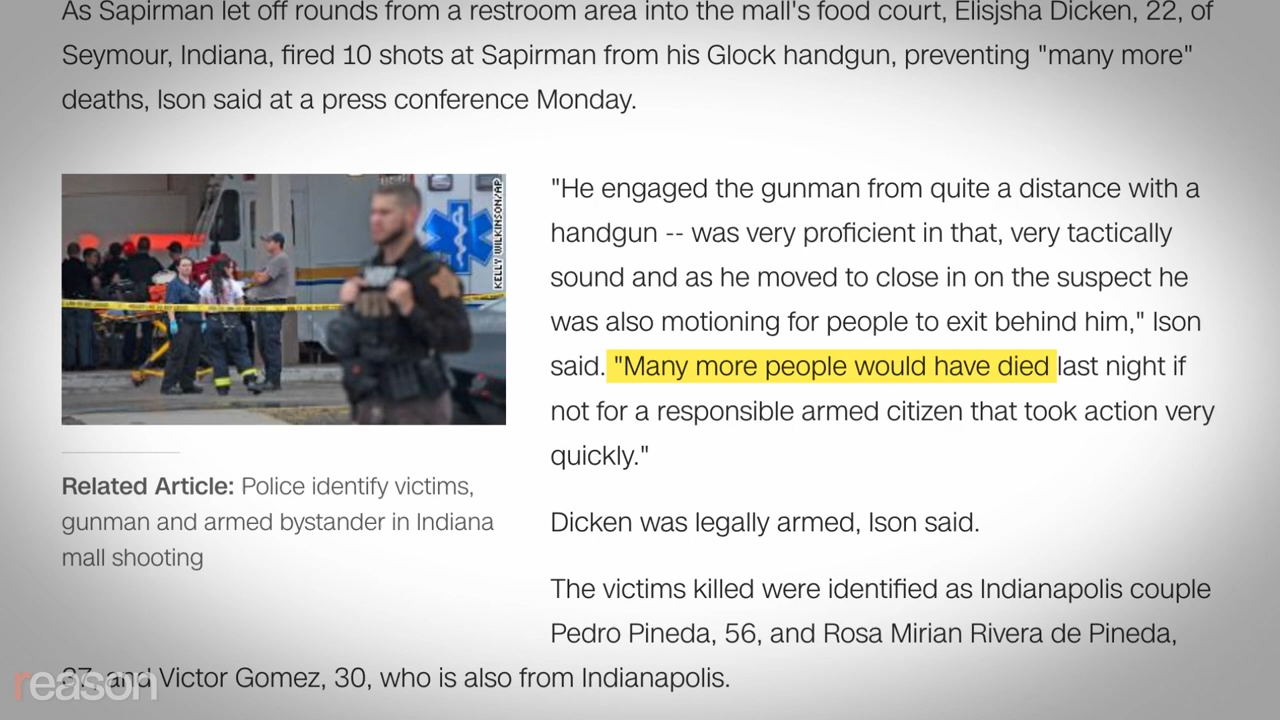 As Sapirman let off rounds from a restroom area into the mall's food court, Elisjsha Dicken, 22, of
Seymour, Indiana, fired 10 shots at Sapirman from his Glock handgun, preventing "many more"
deaths, Ison said at a press conference Monday.
KELLY WILKINSON/AP
"He engaged the gunman from quite a distance with a
handgun -- was very proficient in that, very tactically
sound and as he moved to close in on the suspect he
was also motioning for people to exit behind him," Ison
said. "Many more people would have died last night if
not for a responsible armed citizen that took action very
quickly."
Related Article: Police identify victims,
gunman and armed bystander in Indiana
mall shooting
Dicken was legally armed, Ison said.
The victims killed were identified as Indianapolis couple
Pedro Pineda, 56, and Rosa Mirian Rivera de Pineda,
37, and Victor Gomez, 30, who is also from Indianapolis.
reason